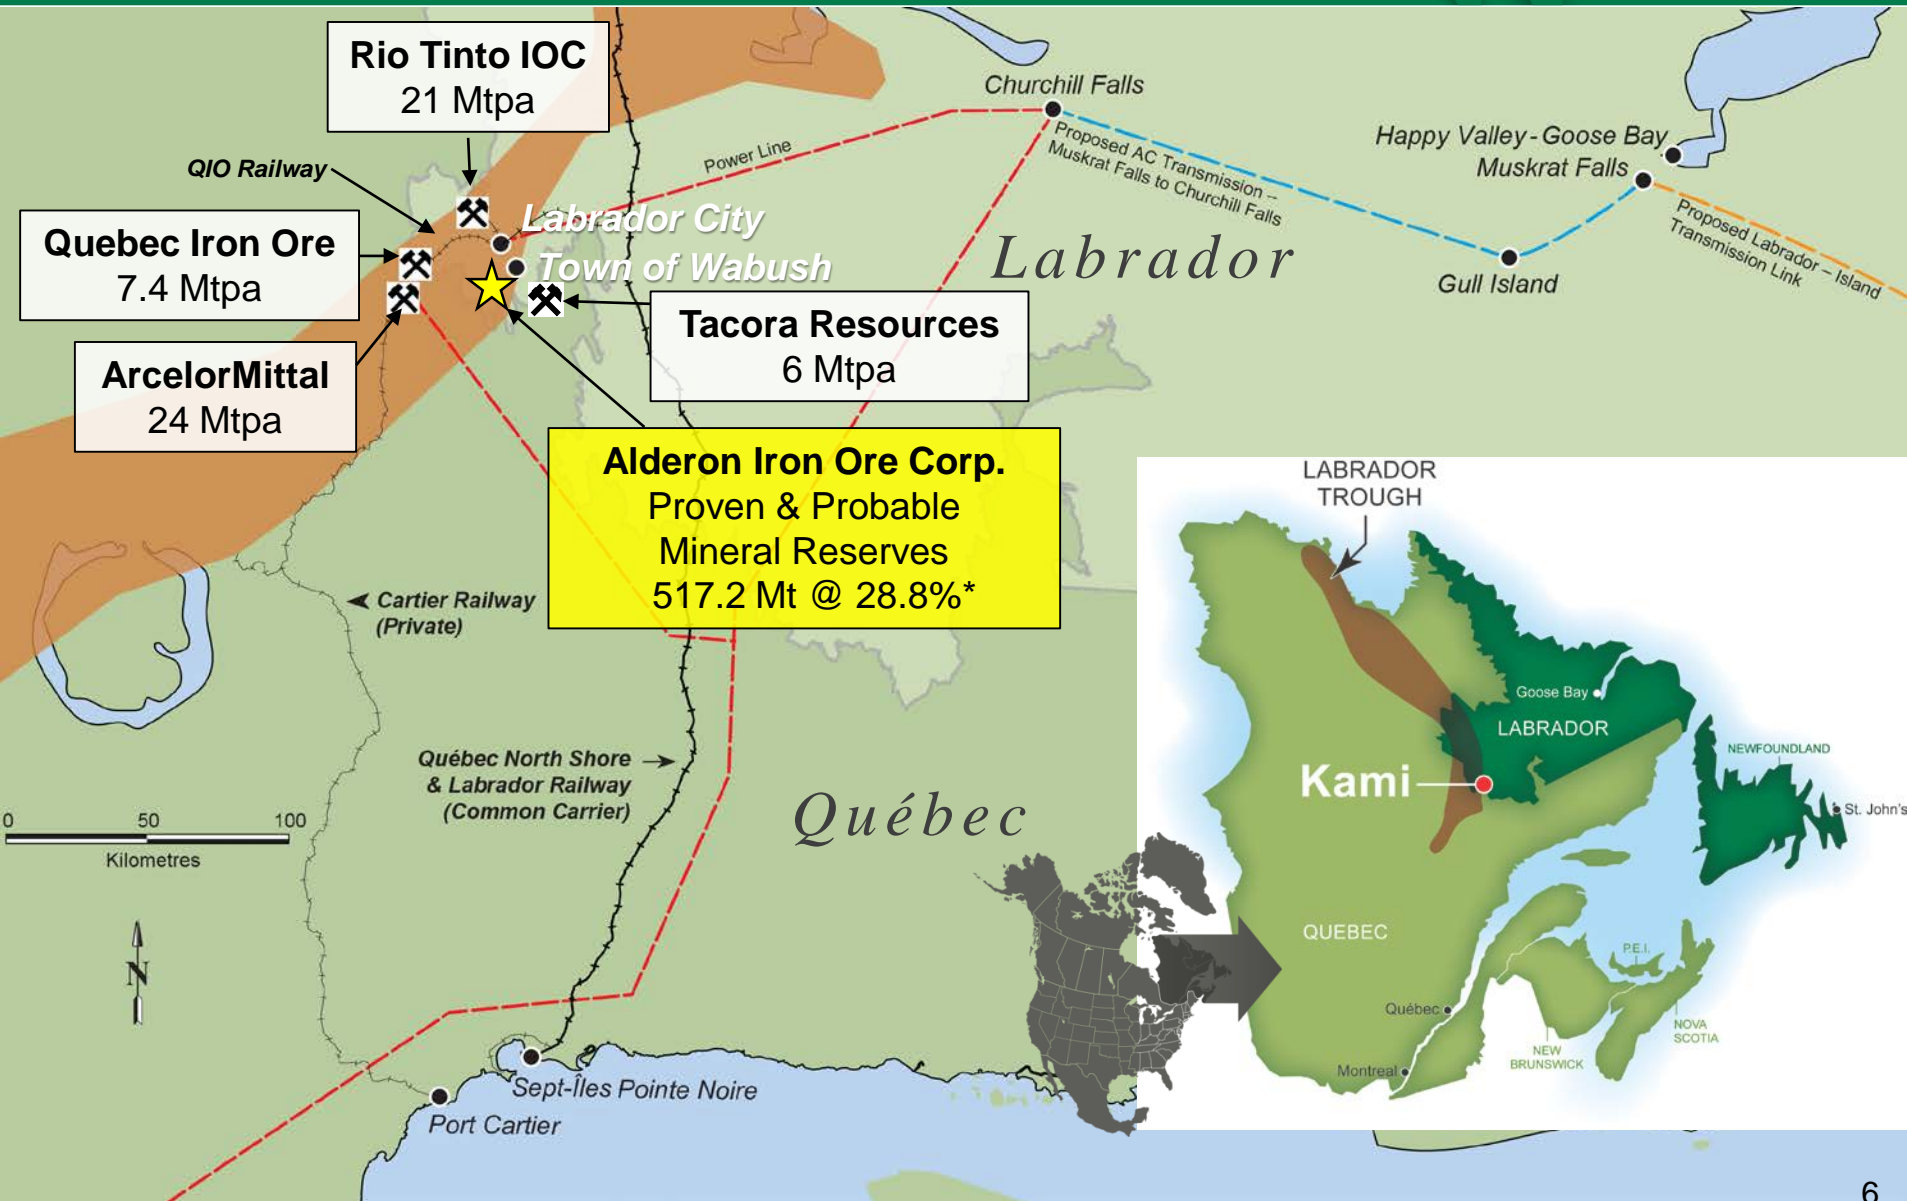 Rio Tinto IOC
21 Mtpa
QIO Railway
Quebec Iron Ore
7.4 Mtpa
ArcelorMittal
24 Mtpa
Labrador City
Town of Wabush
Tacora Resources
6 Mtpa
Alderon Iron Ore Corp.
Proven & Probable
Mineral Reserves
517.2 Mt @ 28.8%*
Power Line
Churchill Falls
Proposed AC Transmission –
Muskrat Falls to Churchill Falls
Happy Valley - Goose Bay
Muskrat Falls
Proposed Labrador – Island
Transmission Link
Gull Island
Labrador
Cartier Railway
(Private)
Québec North Shore
& Labrador Railway
(Common Carrier)
Québec
0 50 100
Kilometres
N
Sept-Îles Pointe Noire
Port Cartier
LABRADOR
TROUGH
Goose Bay
LABRADOR
NEWFOUNDLAND
Kami
St. John's
QUEBEC
P.E.I.
Québec
NOVA
SCOTIA
NEW
BRUNSWICK
Montreal
6